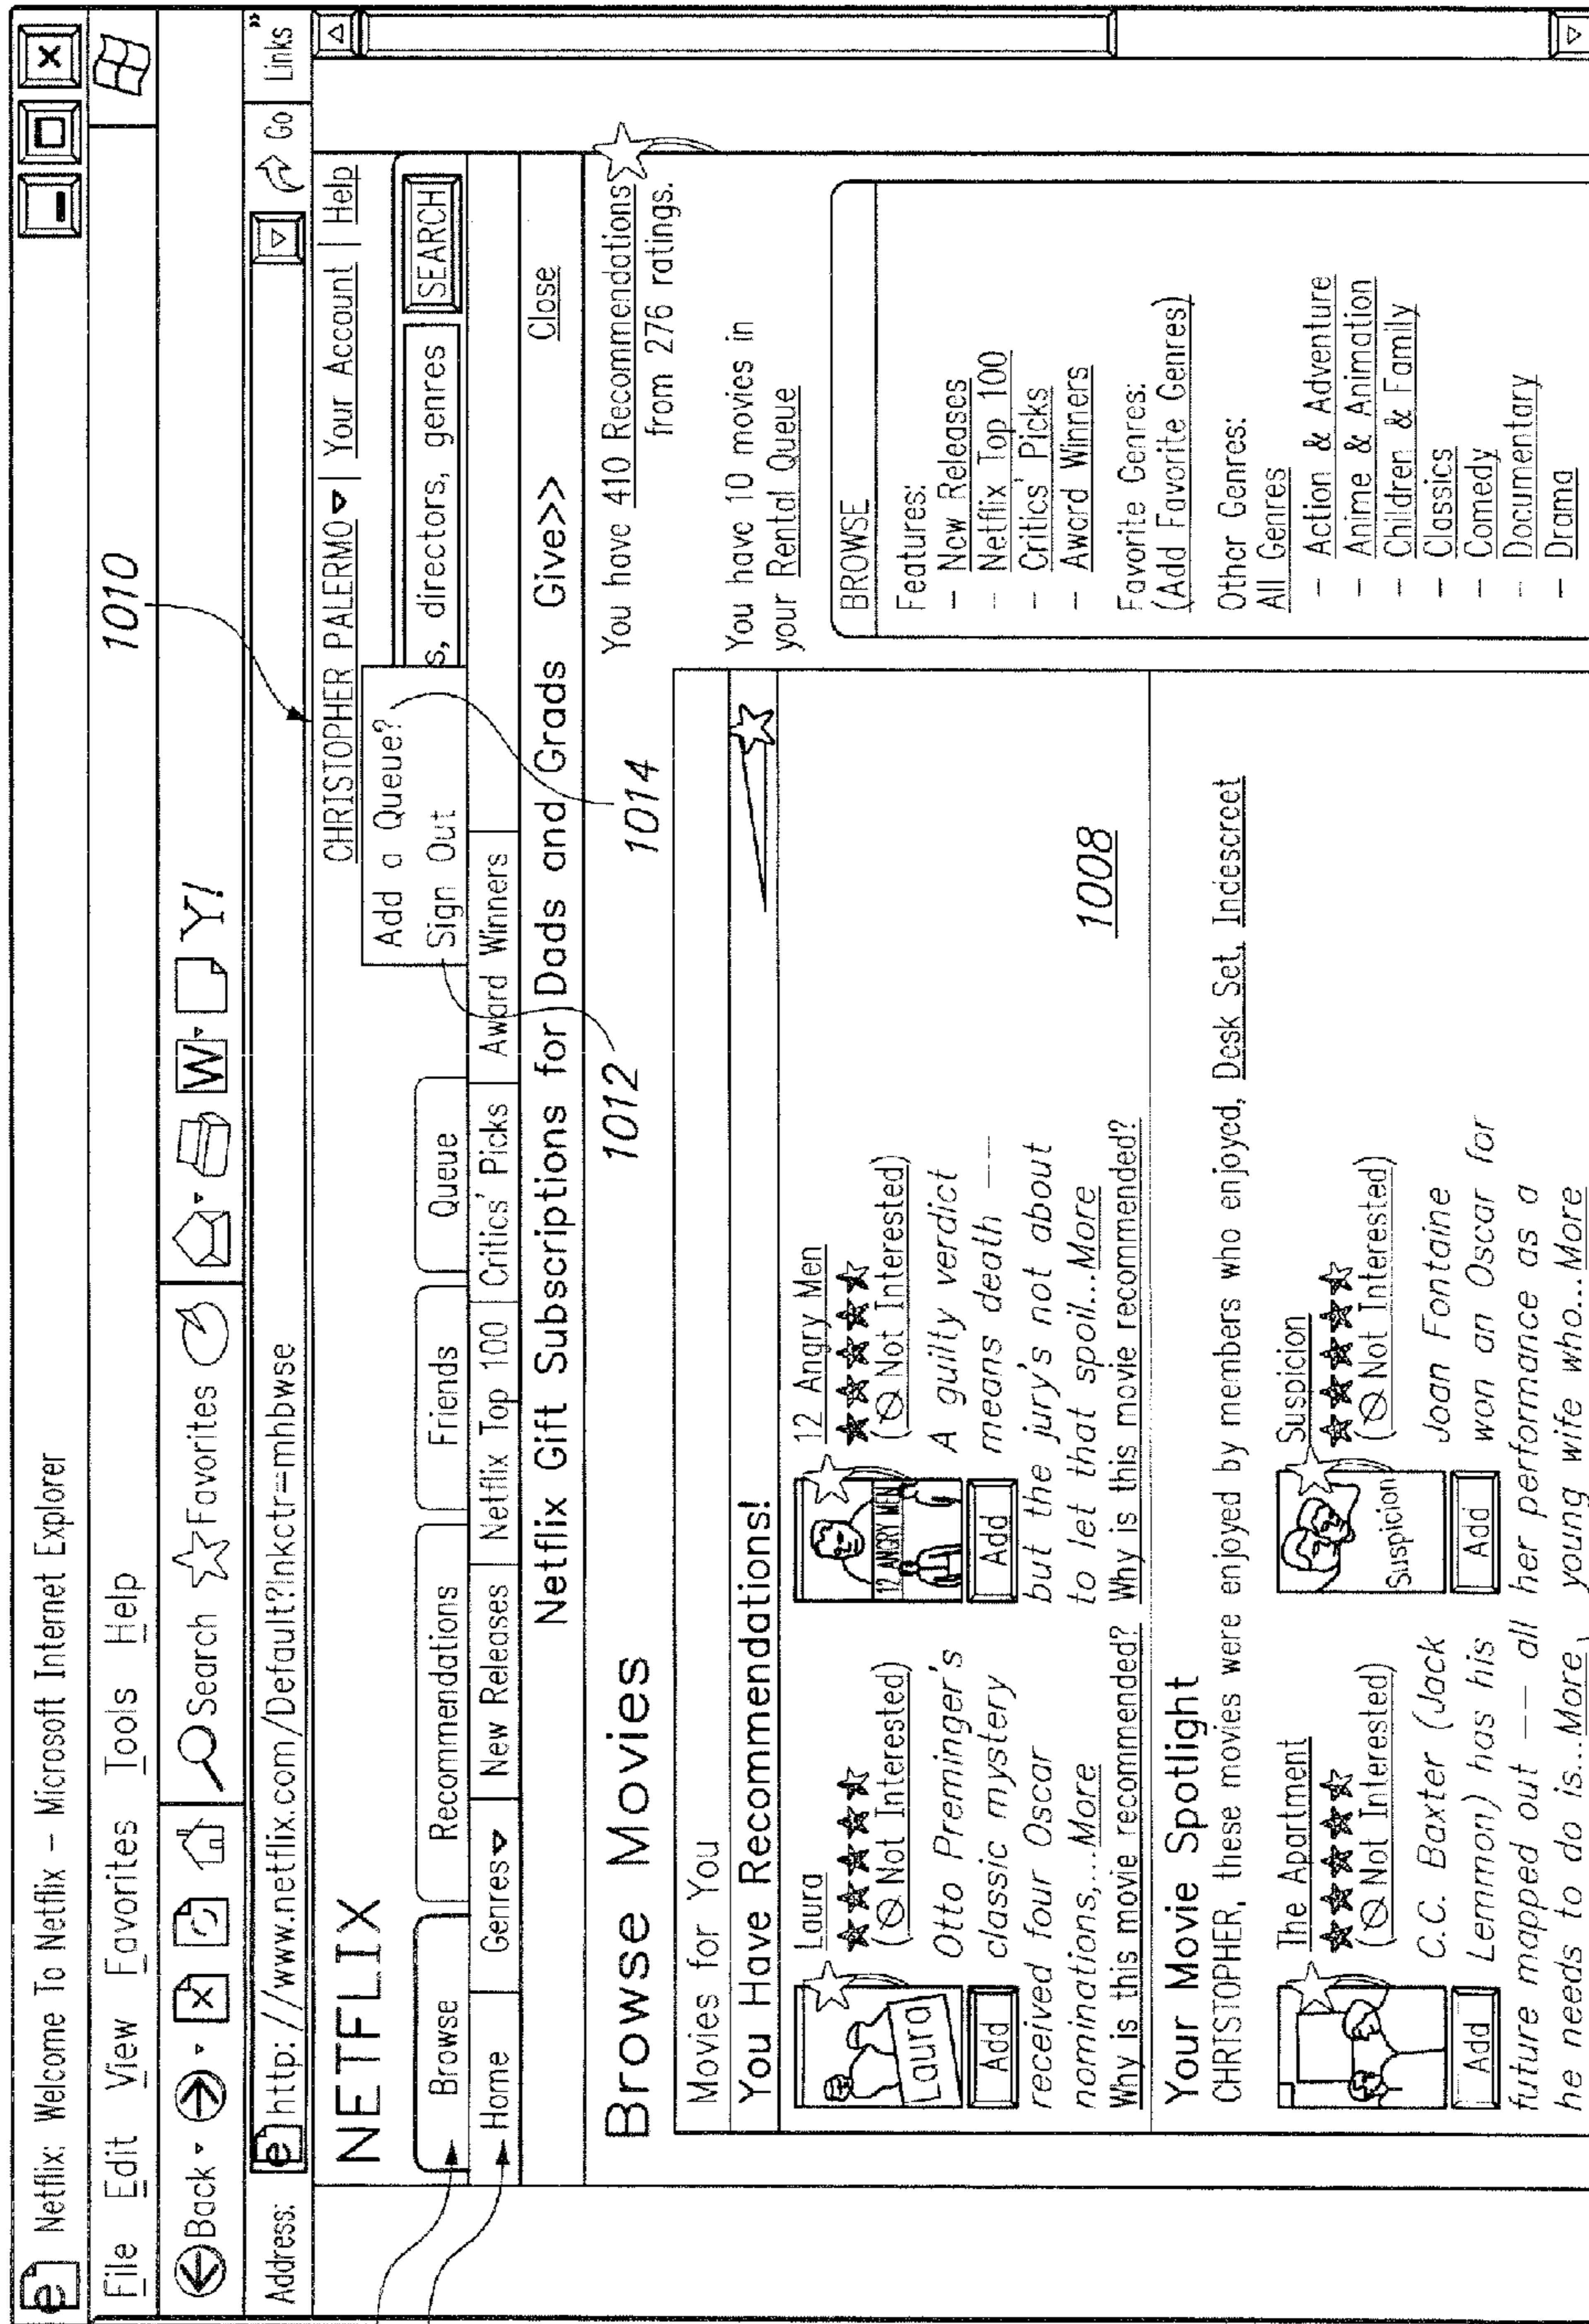 Netflix: Welcome To Netflix – Microsoft Internet Explorer
File Edit View Favorites Tools Help
Back Search Favorites W Y!
Address: http: //www.netflix.com/Default?lnkctr=mhbwse Go Links »
1010
NETFLIX
CHRISTOPHER PALERMO | Your Account | Help
Add a Queue?
Sign Out
Browse Recommendations Friends Queue
s, directors, genres SEARCH
Home Genres New Releases Netflix Top 100 Critics' Picks Award Winners
Netflix Gift Subscriptions for Dads and Grads Give>> Close
1012
1014
Browse Movies
You have 410 Recommendations
from 276 ratings.
Movies for You
You Have Recommendations!
You have 10 movies in
your Rental Queue
Laura
(Not Interested)
Otto Preminger's
classic mystery
Laura
Add
received four Oscar
nominations,...More
Why is this movie recommended?
12 Angry Men
(Not Interested)
A guilty verdict
means death --
12 ANGRY MEN
Add
but the jury's not about
to let that spoil...More
Why is this movie recommended?
1008
Your Movie Spotlight
CHRISTOPHER, these movies were enjoyed by members who enjoyed, Desk Set, Indescreet
The Apartment
(Not Interested)
C.C. Baxter (Jack
Lemmon) has his
Add
future mapped out -- all
he needs to do is...More
Suspicion
(Not Interested)
Joan Fontaine
won an Oscar for
Suspicion
Add
her performance as a
young wife who...More
BROWSE
Features:
– New Releases
– Netflix Top 100
– Critics' Picks
– Award Winners
Favorite Genres:
(Add Favorite Genres)
Other Genres:
All Genres
– Action & Adventure
– Anime & Animation
– Children & Family
– Classics
– Comedy
– Documentary
– Drama